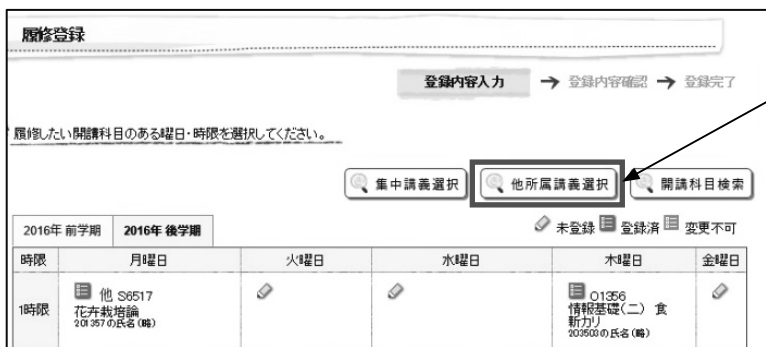 履修登録
登録内容入力 → 登録内容確認 → 登録完了
履修したい開講科目のある曜日・時限を選択してください。
集中講義選択 他所属講義選択 開講科目検索
2016年 前学期 2016年 後学期 未登録 登録済 変更不可
時限 月曜日 火曜日 水曜日 木曜日 金曜日
1時限
他 S6517
花卉栽培論
201357の氏名(略)
O1356
情報基礎(二) 食
新カリ
203503の氏名(略)